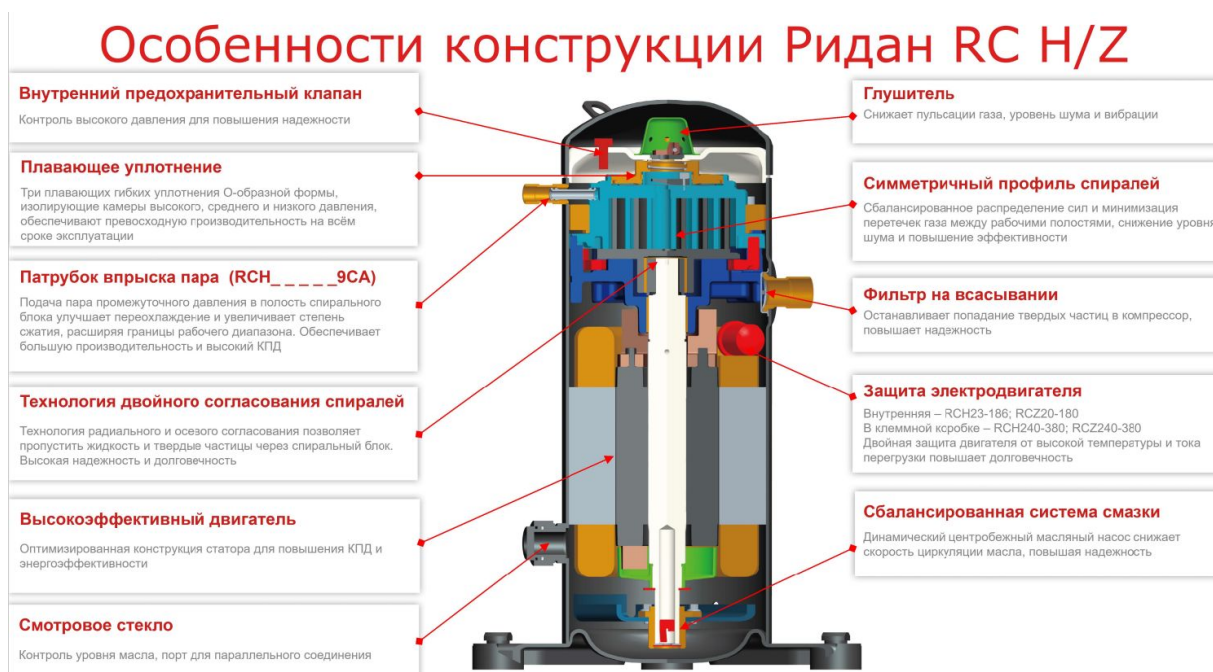 Особенности конструкции Ридан RC H/Z
Внутренний предохранительный клапан
Контроль высокого давления для повышения надежности
Плавающее уплотнение
Три плавающих гибких уплотнения О-образной формы,
изолирующие камеры высокого, среднего и низкого давления,
обеспечивают превосходную производительность на всём
сроке эксплуатации
Патрубок впрыска пара (RCH_ _ _ _ _9CA)
Подача пара промежуточного давления в полость спирального
блока улучшает переохлаждение и увеличивает степень
сжатия, расширяя границы рабочего диапазона. Обеспечивает
большую производительность и высокий КПД
Технология двойного согласования спиралей
Технология радиального и осевого согласования позволяет
пропустить жидкость и твердые частицы через спиральный блок.
Высокая надежность и долговечность
Высокоэффективный двигатель
Оптимизированная конструкция статора для повышения КПД и
энергоэффективности
Смотровое стекло
Контроль уровня масла, порт для параллельного соединения
Глушитель
Снижает пульсации газа, уровень шума и вибрации
Симметричный профиль спиралей
Сбалансированное распределение сил и минимизация
перетечек газа между рабочими полостями, снижение уровня
шума и повышение эффективности
Фильтр на всасывании
Останавливает попадание твердых частиц в компрессор,
повышает надежность
Защита электродвигателя
Внутренняя – RCH23-186; RCZ20-180
В клеммной коробке – RCH240-380; RCZ240-380
Двойная защита двигателя от высокой температуры и тока
перегрузки повышает долговечность
Сбалансированная система смазки
Динамический центробежный масляный насос снижает
скорость циркуляции масла, повышая надежность